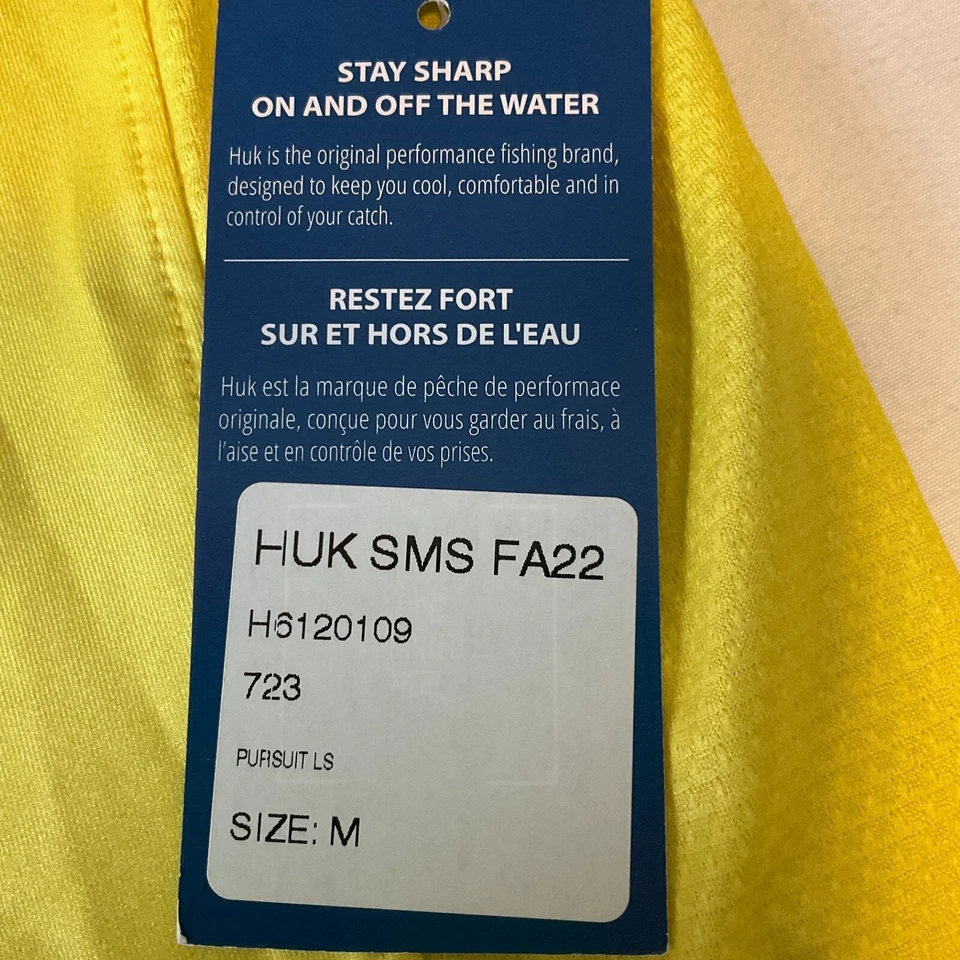 STAY SHARP
ON AND OFF THE WATER
Huk is the original performance fishing brand,
designed to keep you cool, comfortable and in
control of your catch.
RESTEZ FORT
SUR ET HORS DE L'EAU
Huk est la marque de pêche de performace
originale, conçue pour vous garder au frais, à
l'aise et en contrôle de vos prises.
HUK SMS FA22
H6120109
723
PURSUIT LS
SIZE: M